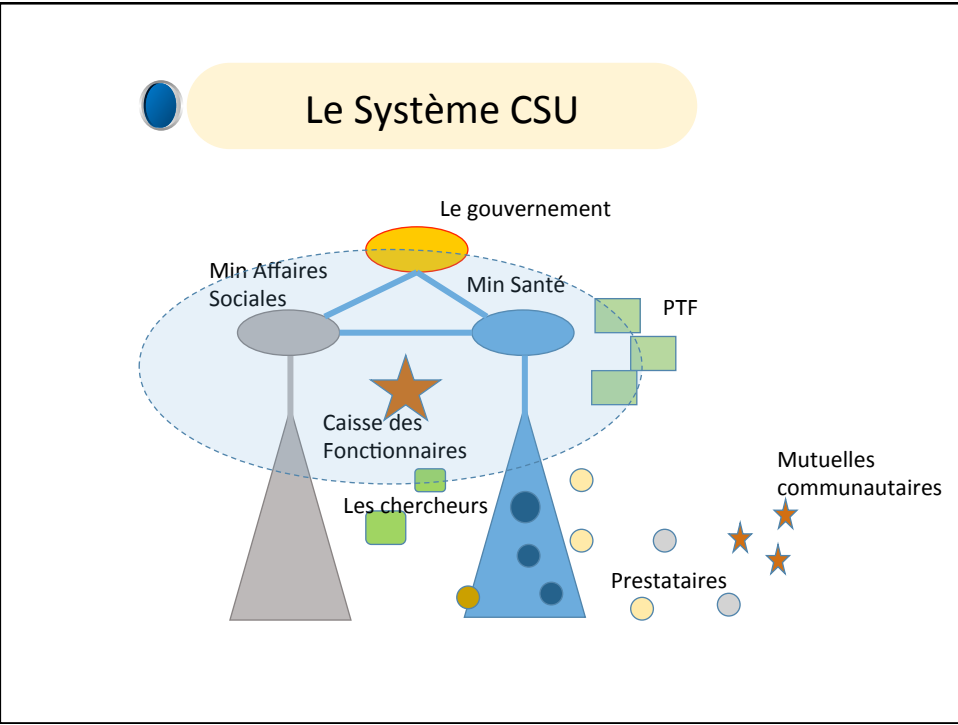 Le Système CSU
Le gouvernement
Min Affaires
Sociales
Min Santé
PTF
Caisse des
Fonctionnaires
Les chercheurs
Mutuelles
communautaires
Prestataires